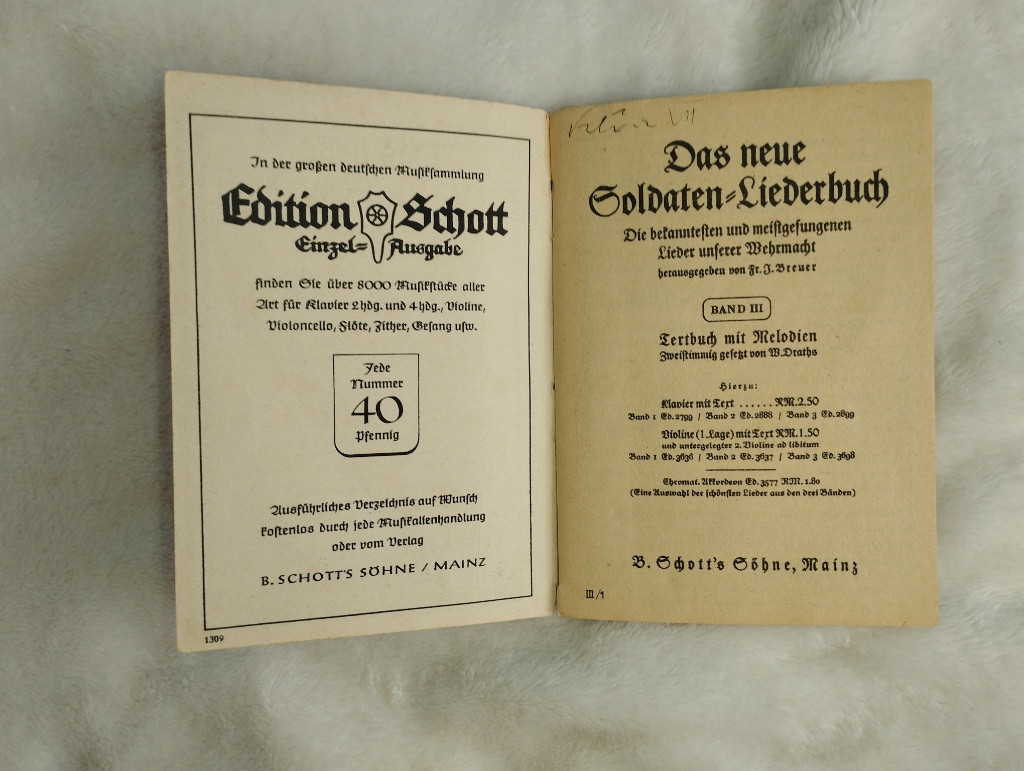 In der großen deutschen Musiksammlung
Edition Schott
Einzel-Ausgabe
finden Sie über 8000 Musikstücke aller
Art für Klavier 2hdg. und 4hdg., Violine,
Violoncello, Flöte, Zither, Gesang usw.
Jede
Nummer
40
Pfennig
Ausführliches Verzeichnis auf Wunsch
kostenlos durch jede Musikalienhandlung
oder vom Verlag
B. SCHOTT'S SÖHNE / MAINZ
1309
Das neue
Soldaten-Liederbuch
Die bekanntesten und meistgesungenen
Lieder unserer Wehrmacht
herausgegeben von Fr. J. Breuer
BAND III
Textbuch mit Melodien
Zweistimmig gesetzt von W. Draths
Hierzu:
Klavier mit Text ...... RM. 2.50
Band 1 Ed. 2799 / Band 2 Ed. 2888 / Band 3 Ed. 2899
Violine (1. Lage) mit Text RM. 1.50
und untergelegter 2. Violine ad libitum
Band 1 Ed. 3636 / Band 2 Ed. 3637 / Band 3 Ed. 3698
Chromat. Akkordeon Ed. 3577 RM. 1.80
(Eine Auswahl der schönsten Lieder aus den drei Bänden)
B. Schott's Söhne, Mainz
III/1